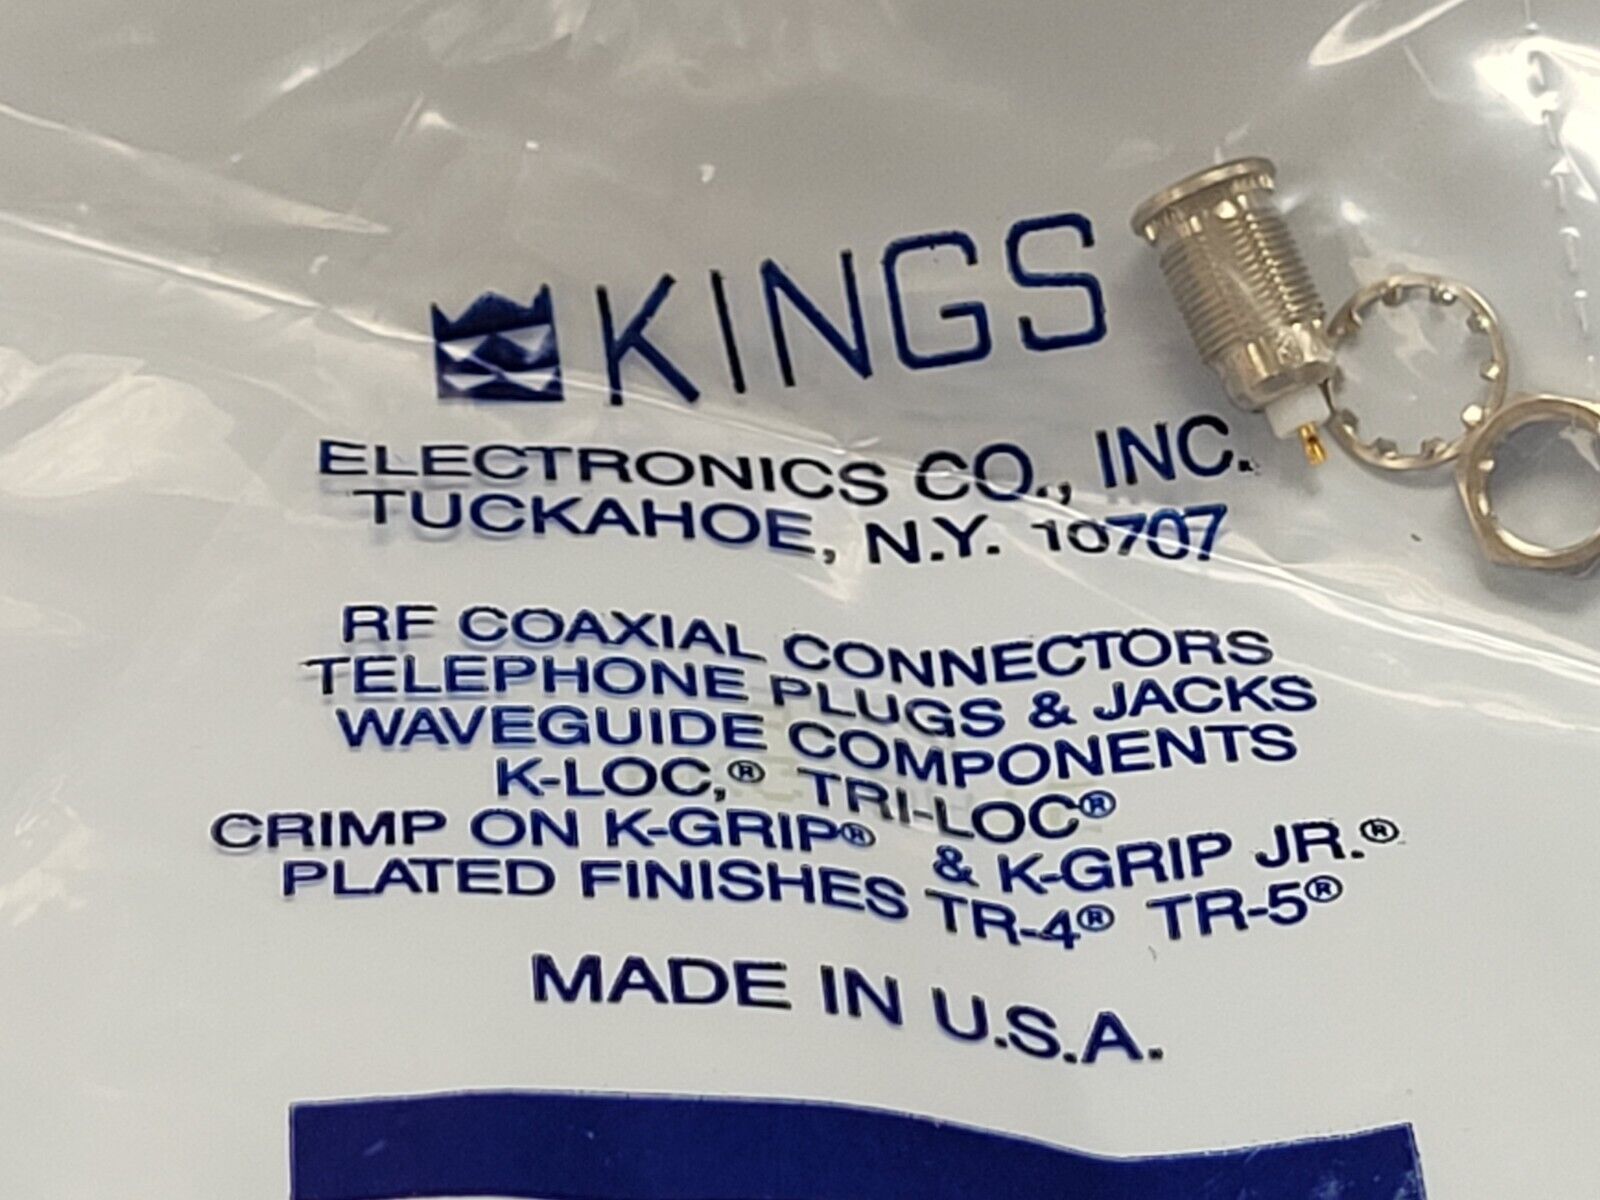 KINGS
ELECTRONICS CO., INC.
TUCKAHOE, N.Y. 10707
RF COAXIAL CONNECTORS
TELEPHONE PLUGS & JACKS
WAVEGUIDE COMPONENTS
K-LOC,® TRI-LOC®
CRIMP ON K-GRIP® & K-GRIP JR.®
PLATED FINISHES TR-4® TR-5®
MADE IN U.S.A.